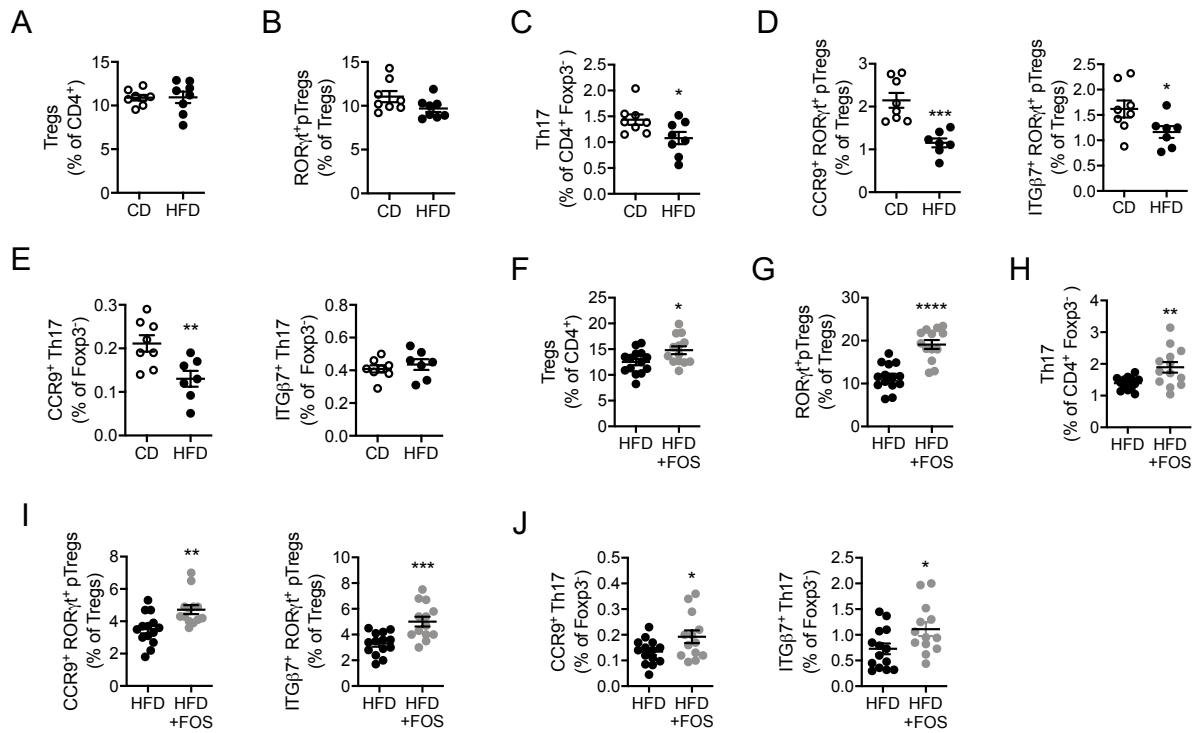 A
Tregs
(% of CD4⁺)
15
10
5
0
CD
HFD
B
RORγt⁺pTregs
(% of Tregs)
15
10
5
0
CD
HFD
C
Th17
(% of CD4⁺ Foxp3⁻)
2.5
2.0
1.5
1.0
0.5
0.0
*
CD
HFD
D
CCR9⁺ RORγt⁺ pTregs
(% of Tregs)
4
3
2
1
0
***
CD
HFD
ITGβ7⁺ RORγt⁺ pTregs
(% of Tregs)
2.5
2.0
1.5
1.0
0.5
0.0
*
CD
HFD
E
CCR9⁺ Th17
(% of Foxp3⁻)
0.3
0.2
0.1
0.0
**
CD
HFD
ITGβ7⁺ Th17
(% of Foxp3⁻)
0.8
0.6
0.4
0.2
0.0
CD
HFD
F
Tregs
(% of CD4⁺)
25
20
15
10
5
0
*
HFD
HFD
+FOS
G
RORγt⁺pTregs
(% of Tregs)
30
20
10
0
****
HFD
HFD
+FOS
H
Th17
(% of CD4⁺ Foxp3⁻)
4
3
2
1
0
**
HFD
HFD
+FOS
I
CCR9⁺ RORγt⁺ pTregs
(% of Tregs)
8
6
4
2
0
**
HFD
HFD
+FOS
ITGβ7⁺ RORγt⁺ pTregs
(% of Tregs)
10
8
6
4
2
0
***
HFD
HFD
+FOS
J
CCR9⁺ Th17
(% of Foxp3⁻)
0.5
0.4
0.3
0.2
0.1
0.0
*
HFD
HFD
+FOS
ITGβ7⁺ Th17
(% of Foxp3⁻)
2.5
2.0
1.5
1.0
0.5
0.0
*
HFD
HFD
+FOS